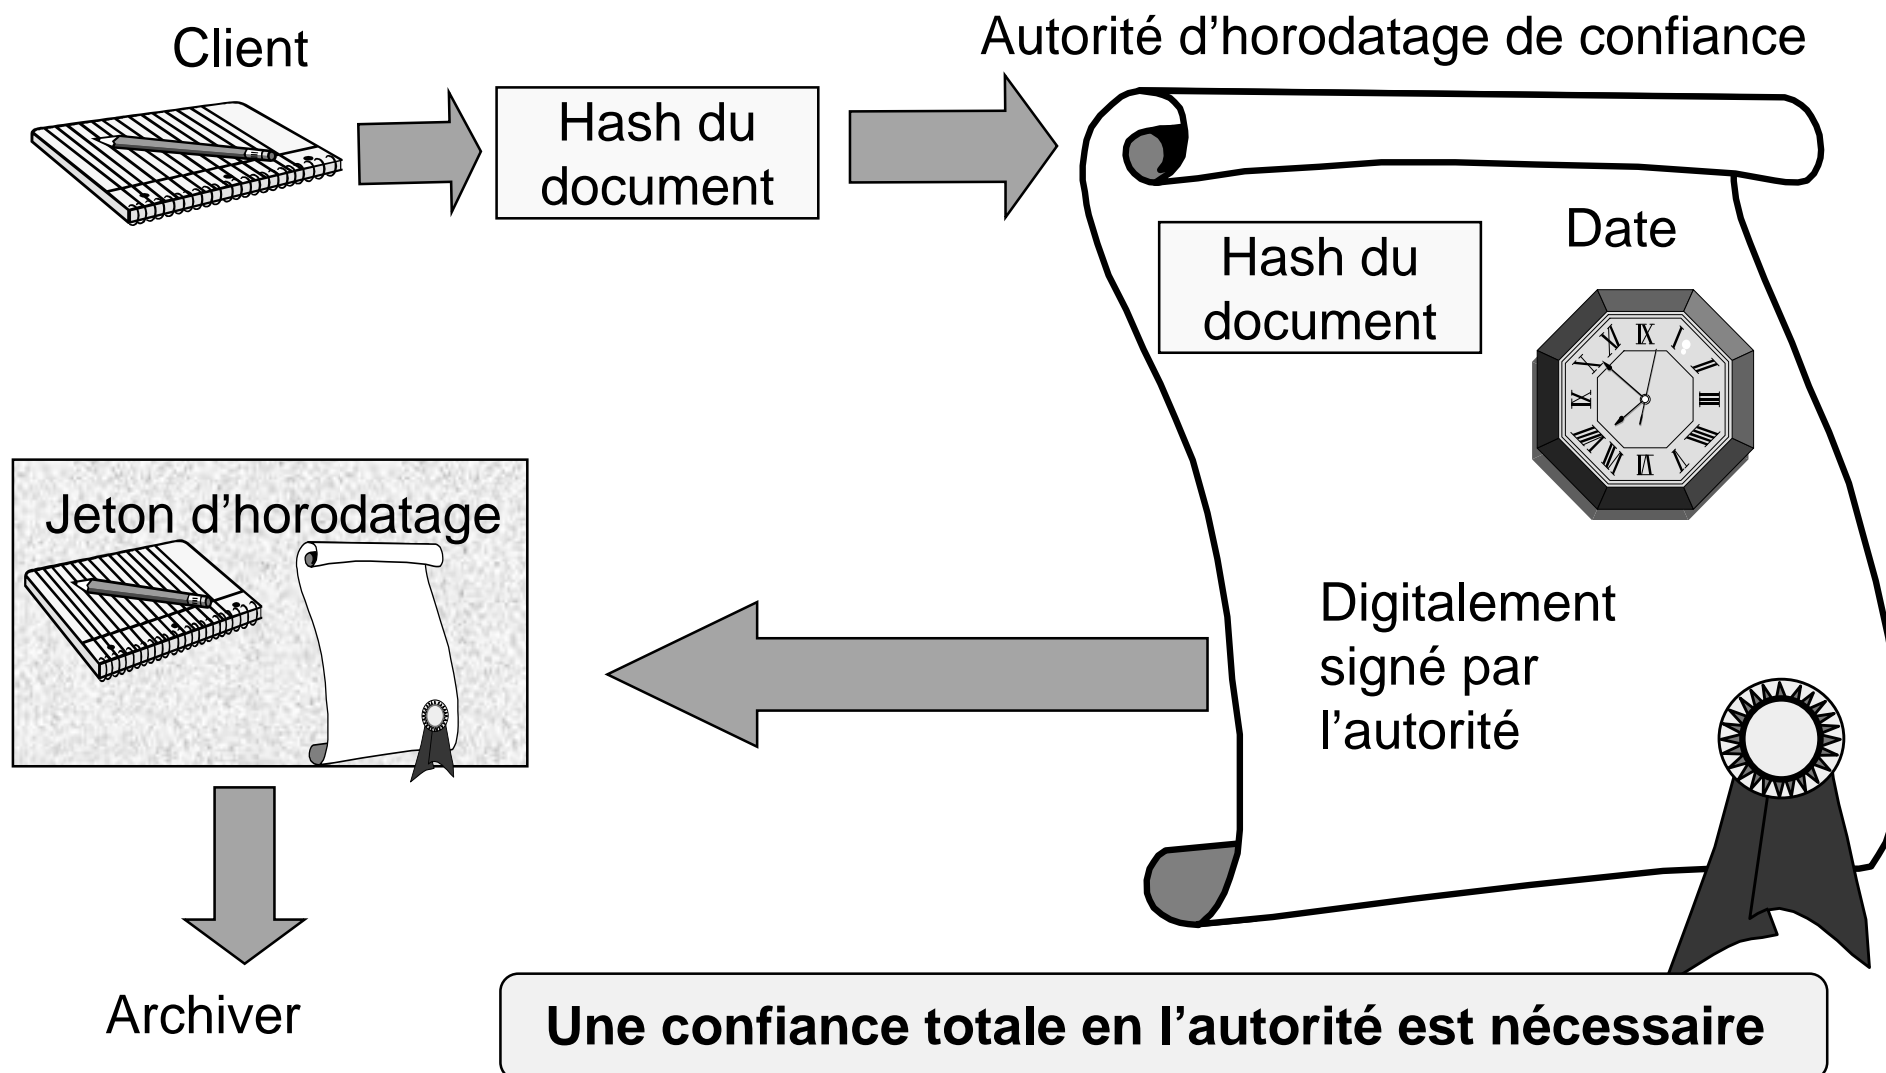 Client
Autorité d’horodatage de confiance
Hash du
document
Hash du
document
Date
Jeton d’horodatage
Digitalement
signé par
l’autorité
Archiver
Une confiance totale en l’autorité est nécessaire